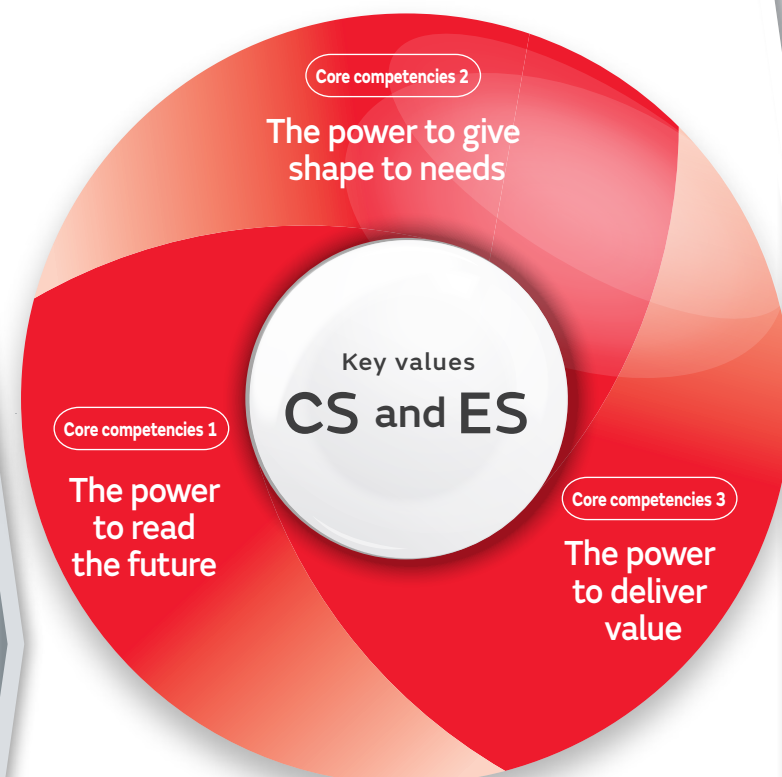 Core competencies 2
The power to give
shape to needs
Key values
CS and ES
Core competencies 1
The power
to read
the future
Core competencies 3
The power
to deliver
value